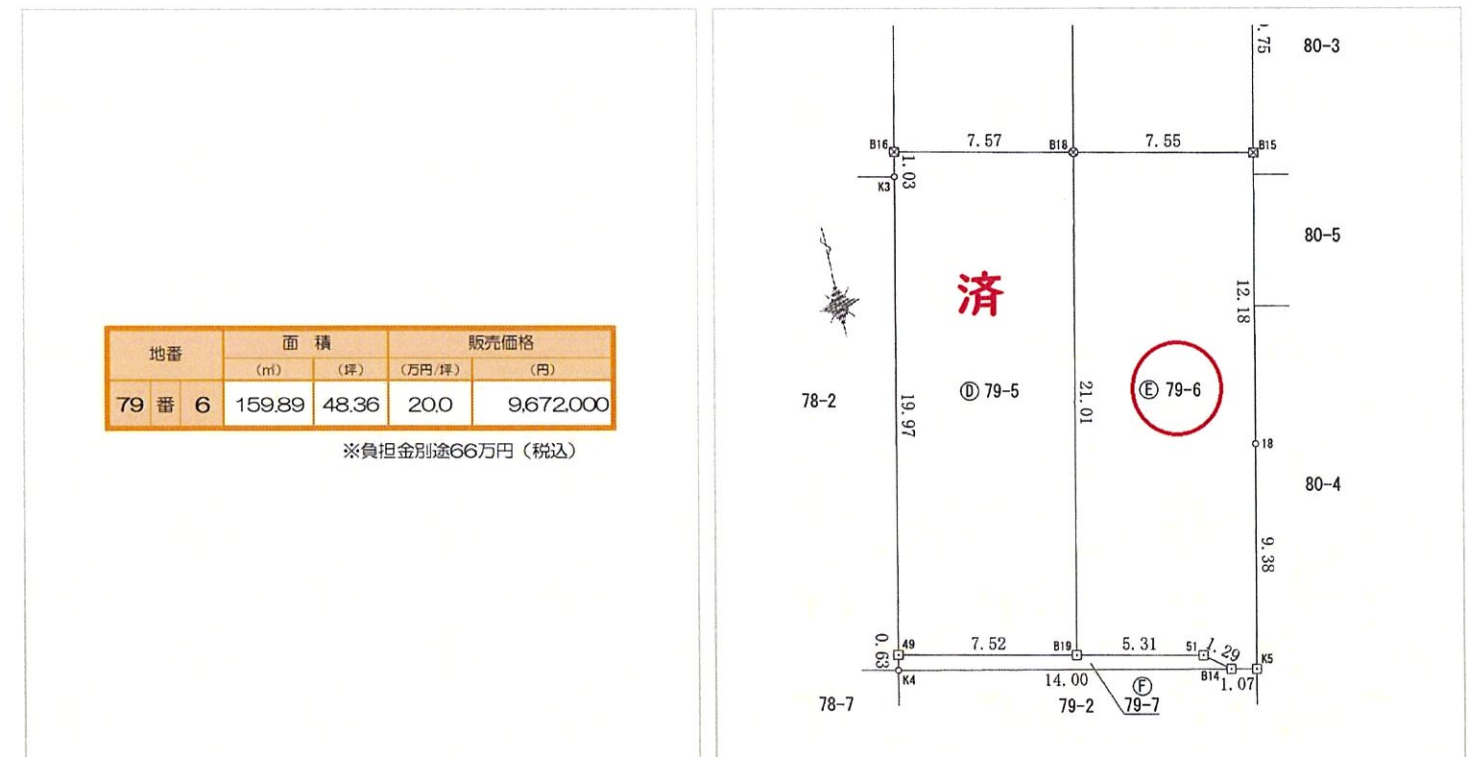 地番 面 積 販売価格
(㎡) (坪) (万円/坪) (円)
79 番 6 159.89 48.36 20.0 9,672,000
※負担金別途66万円（税込）
.75 80-3
B16 7.57 B18 7.55 B15
K3 1.03
80-5
済
12.18
78-2 19.97 Ⓓ 79-5 21.01 Ⓔ 79-6
18
80-4
9.38
0.63 49 7.52 B19 5.31 51 1.29 K5
K4 14.00 Ⓕ B14 1.07
78-7 79-2 79-7